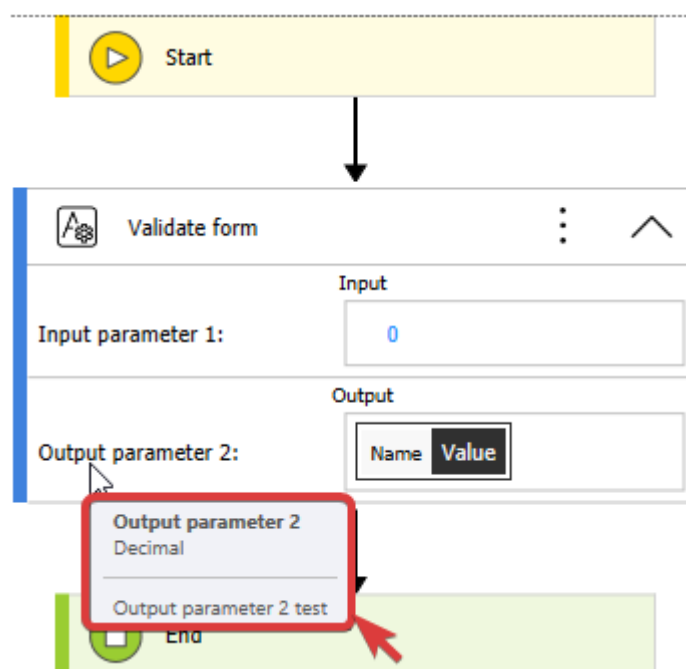 Start
Validate form
Input
Input parameter 1:
0
Output
Output parameter 2:
Name Value
Output parameter 2
Decimal
Output parameter 2 test
End